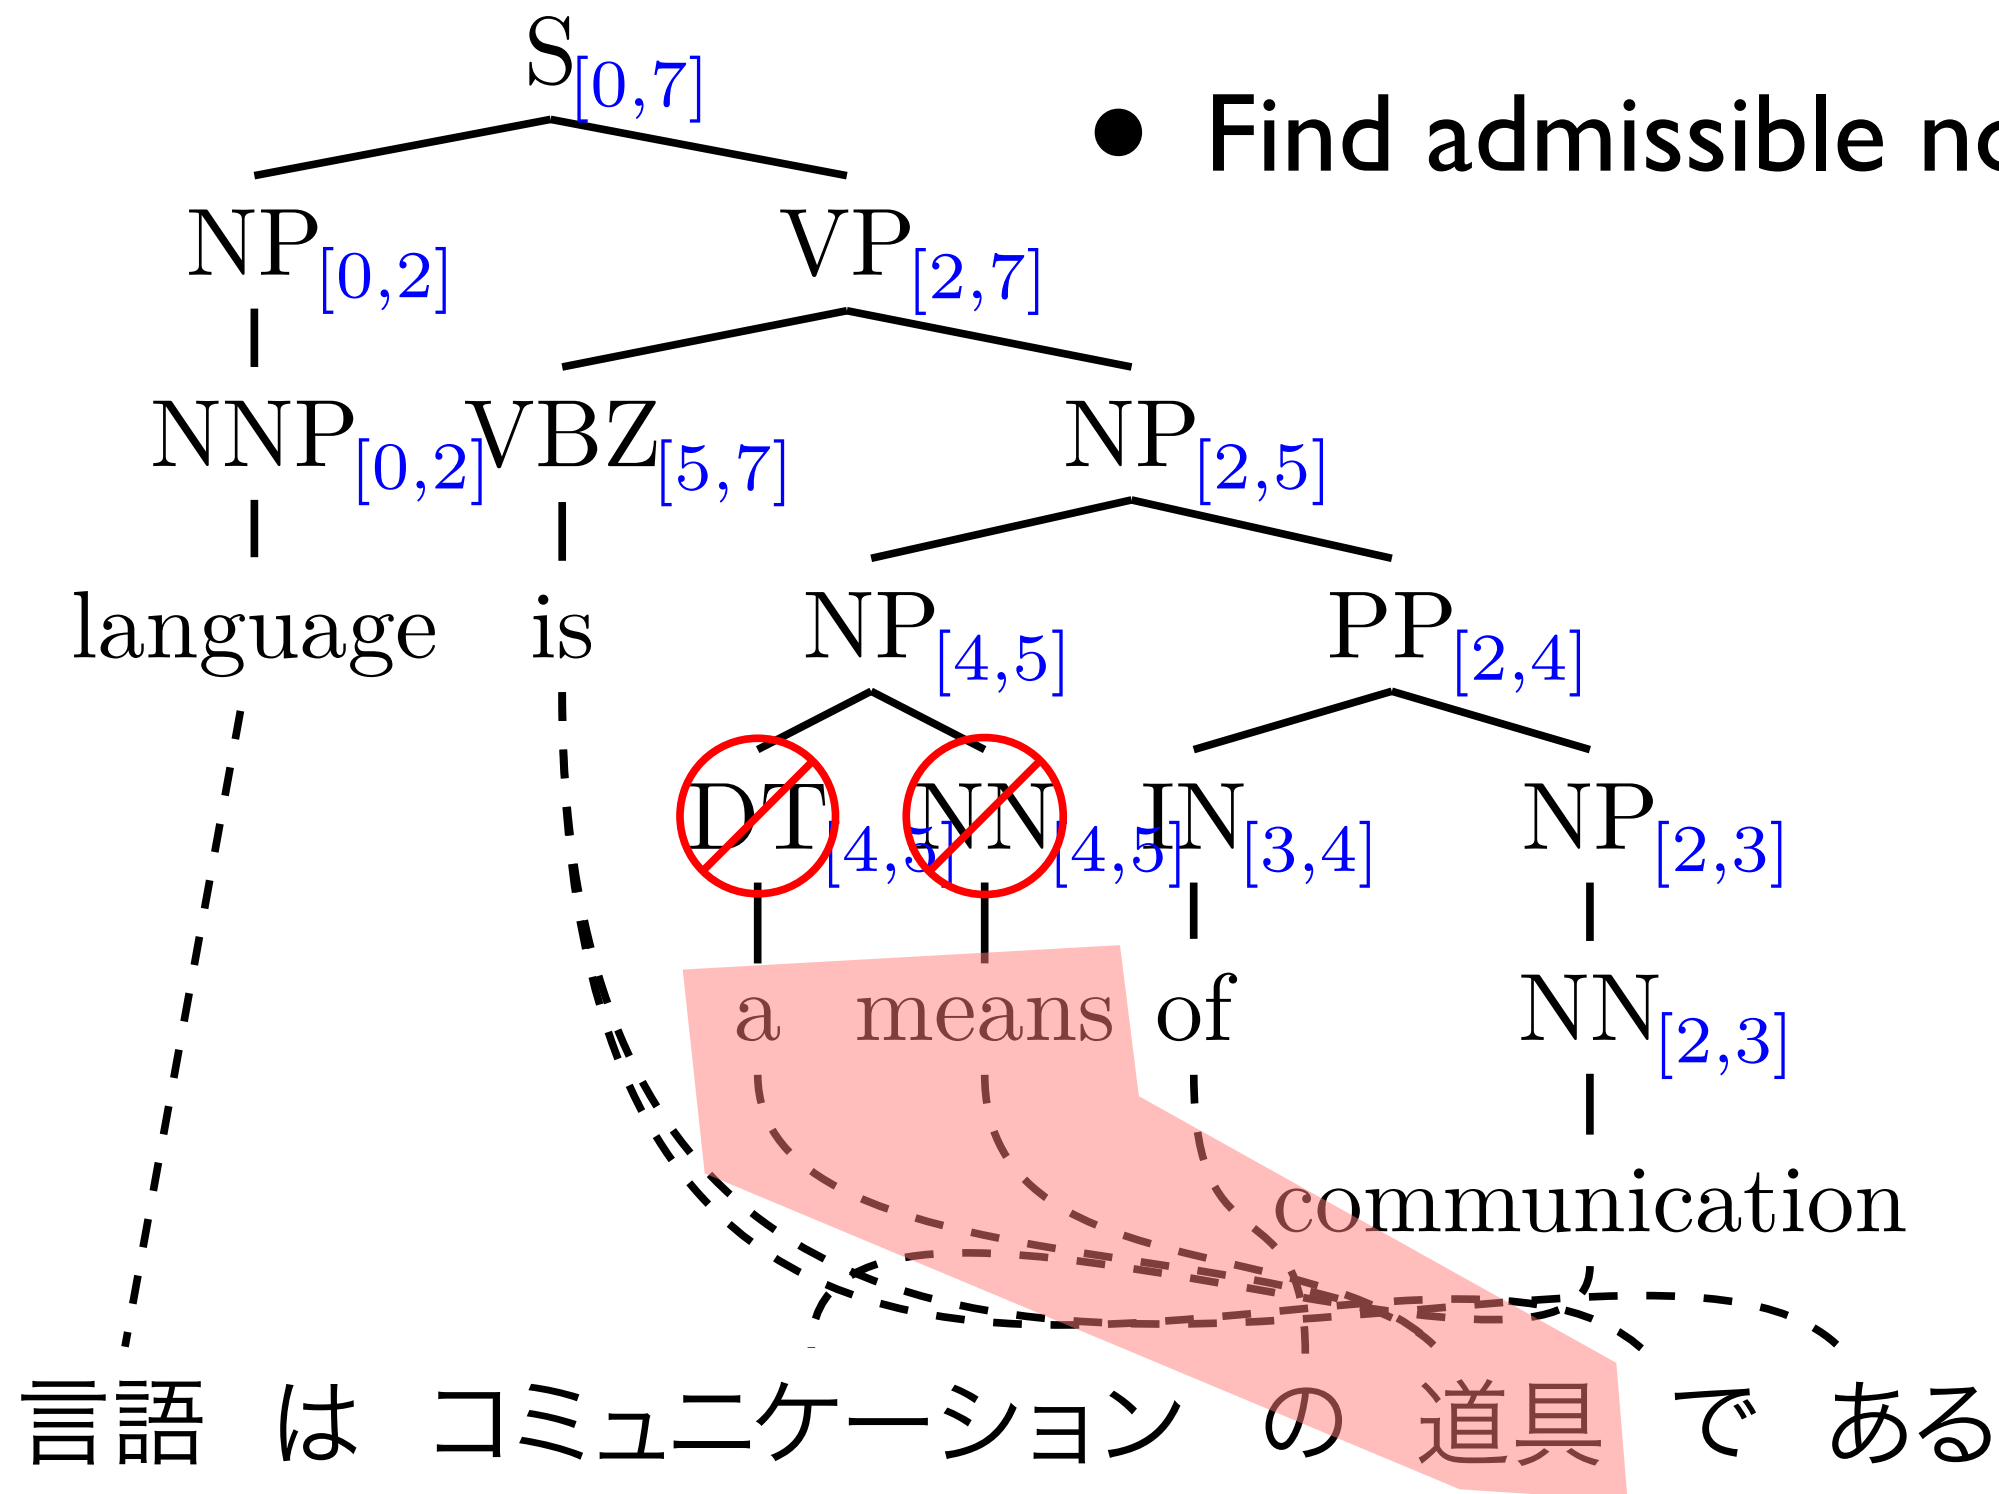 S[0,7]
• Find admissible no
NP[0,2] VP[2,7]
NNP[0,2] VBZ[5,7] NP[2,5]
language is NP[4,5] PP[2,4]
DT[4,5] NN[4,5] IN[3,4] NP[2,3]
a means of NN[2,3]
communication
言語 は コミュニケーション の 道具 で ある